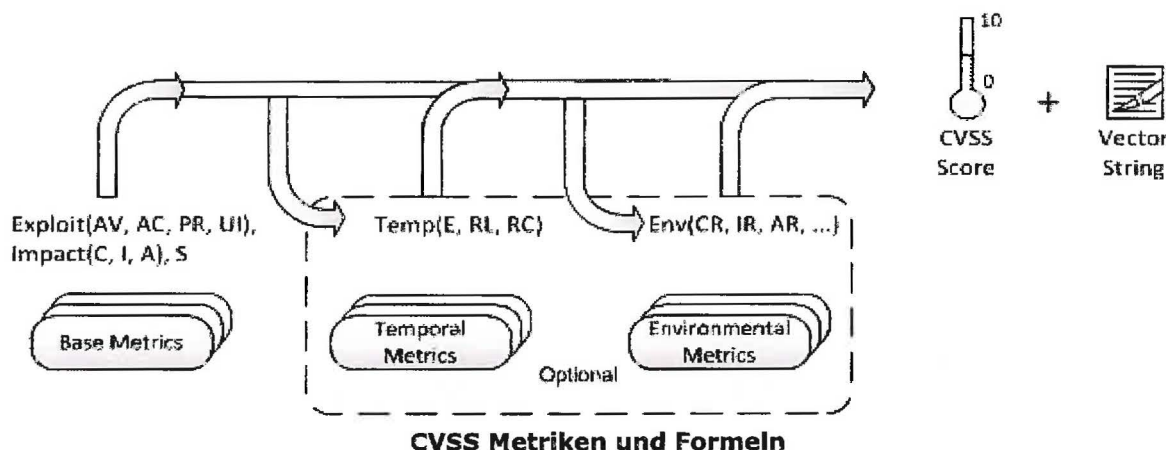 10
0
CVSS
Score
+
Vector
String
Exploit(AV, AC, PR, UI),
Impact(C, I, A), S
Temp(E, RL, RC)
Env(CR, IR, AR, ...)
Base Metrics
Temporal
Metrics
Environmental
Metrics
Optional
CVSS Metriken und Formeln